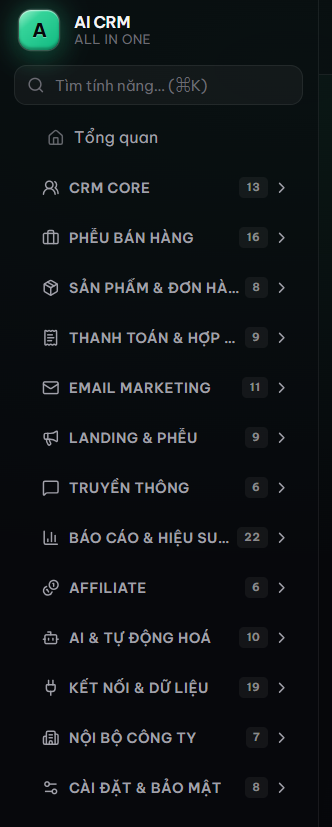 A
AI CRM
ALL IN ONE
Tìm tính năng... (⌘K)
Tổng quan
CRM CORE 13
PHỄU BÁN HÀNG 16
SẢN PHẨM & ĐƠN HÀ... 8
THANH TOÁN & HỢP ... 9
EMAIL MARKETING 11
LANDING & PHỄU 9
TRUYỀN THÔNG 6
BÁO CÁO & HIỆU SU... 22
AFFILIATE 6
AI & TỰ ĐỘNG HOÁ 10
KẾT NỐI & DỮ LIỆU 19
NỘI BỘ CÔNG TY 7
CÀI ĐẶT & BẢO MẬT 8